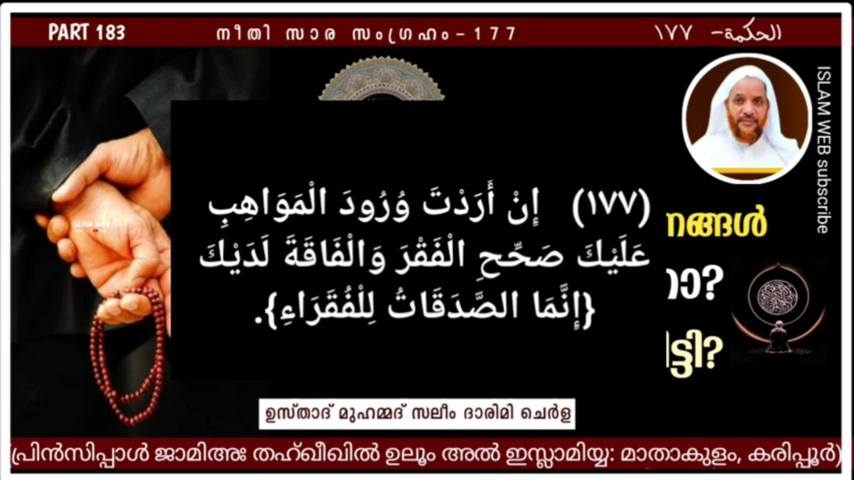 PART 183
നീതി സാര സംഗ്രഹം-177
الحكمة- ١٧٧
ISLAM WEB subscribe
(١٧٧) إِنْ أَرَدْتَ وُرُودَ الْمَوَاهِبِ
عَلَيْكَ صَحِّحِ الْفَقْرَ وَالْفَاقَةَ لَدَيْكَ
{إِنَّمَا الصَّدَقَاتُ لِلْفُقَرَاءِ}.
ഉസ്താദ് മുഹമ്മദ് സലീം ദാരിമി ചെർള
(പ്രിൻസിപ്പാൾ ജാമിഅഃ തഹ്ഖീഖിൽ ഉലൂം അൽ ഇസ്ലാമിയ്യ: മാതാകുളം, കരിപ്പൂർ)